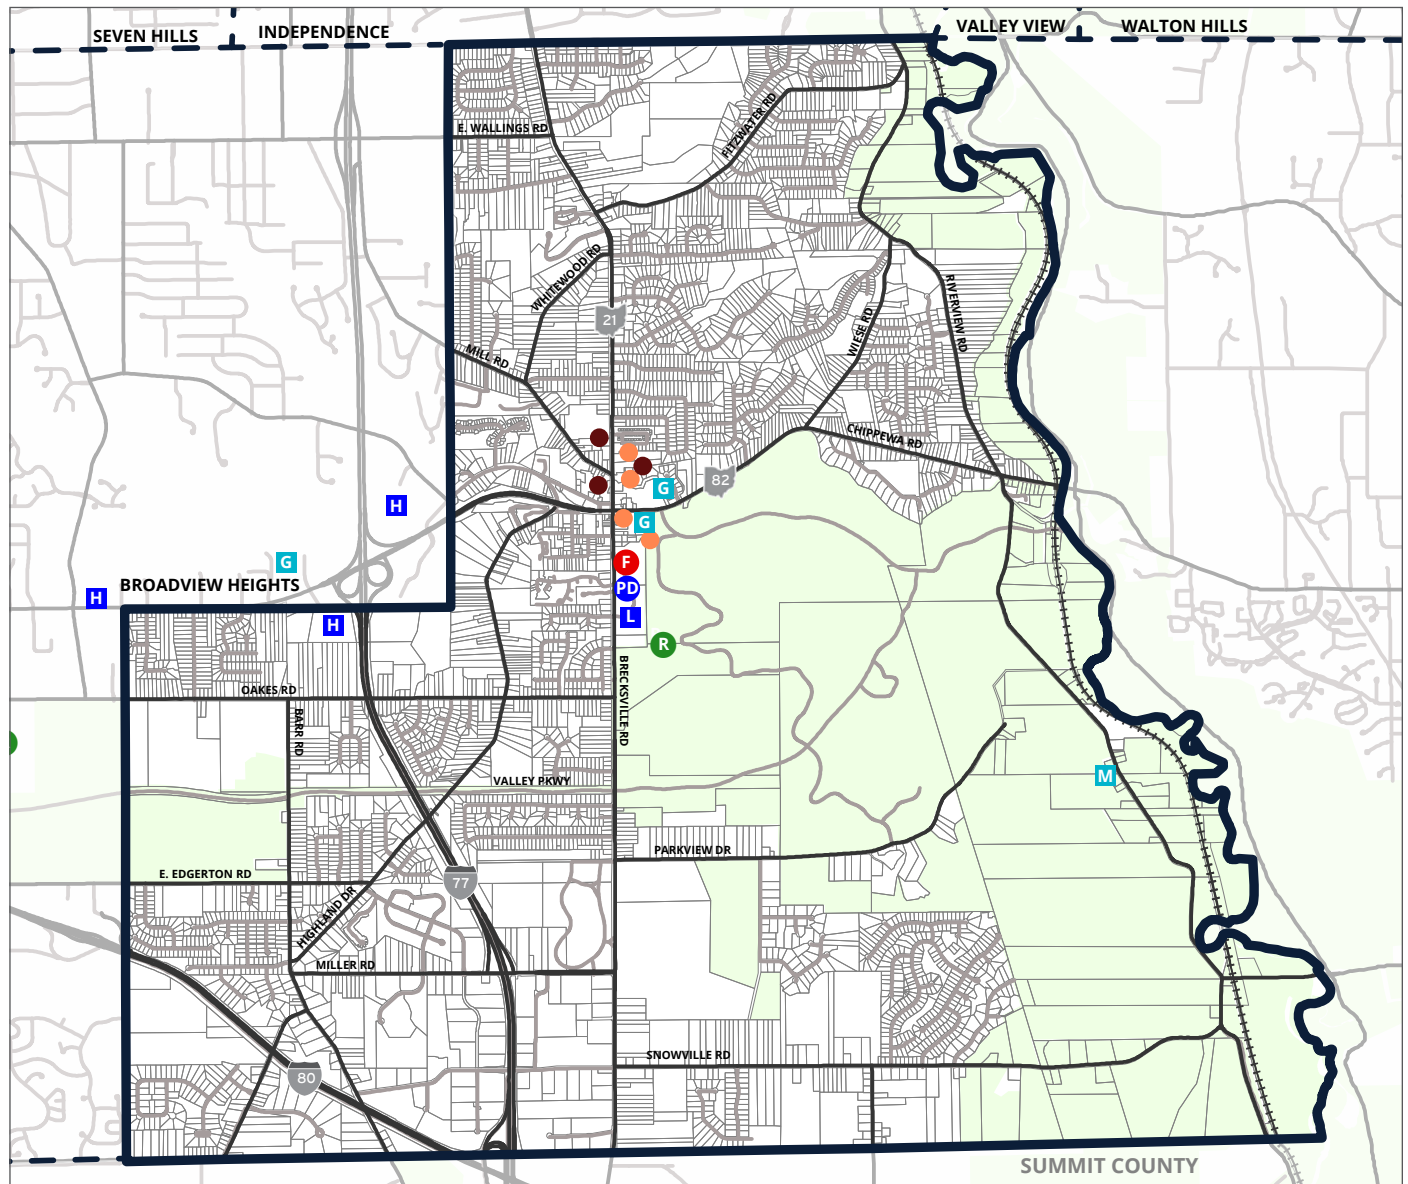 SEVEN HILLS
INDEPENDENCE
VALLEY VIEW
WALTON HILLS
E. WALLINGS RD
FITZWATER RD
WHITEWOOD RD
RIVERVIEW RD
21
WIESE RD
MILL RD
CHIPPEWA RD
82
G
H
G
G
F
BROADVIEW HEIGHTS
PD
H
L
H
R
BRECKSVILLE RD
OAKES RD
BARR RD
M
VALLEY PKWY
PARKVIEW DR
E. EDGERTON RD
77
HIGHLAND DR
MILLER RD
SNOWVILLE RD
80
SUMMIT COUNTY